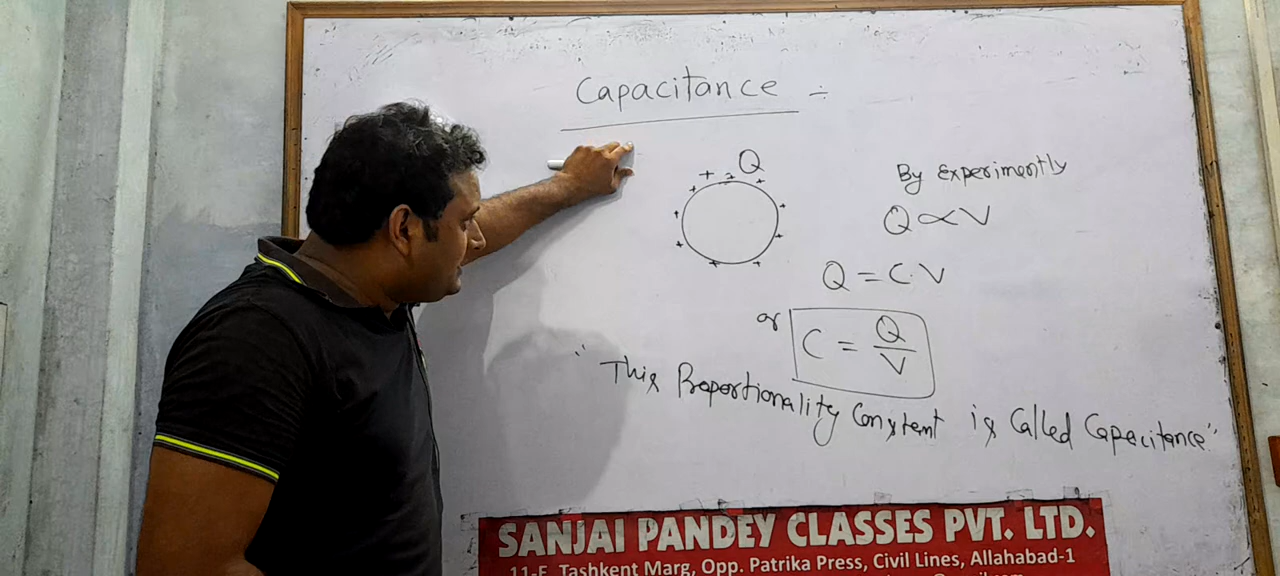 Capacitance :-
Q
By Experimently
Q ∝ V
Q = C.V
or C = Q/V
"This Proportionality Constant is Called Capacitance"
SANJAI PANDEY CLASSES PVT. LTD.
11-E, Tashkent Marg, Opp. Patrika Press, Civil Lines, Allahabad-1